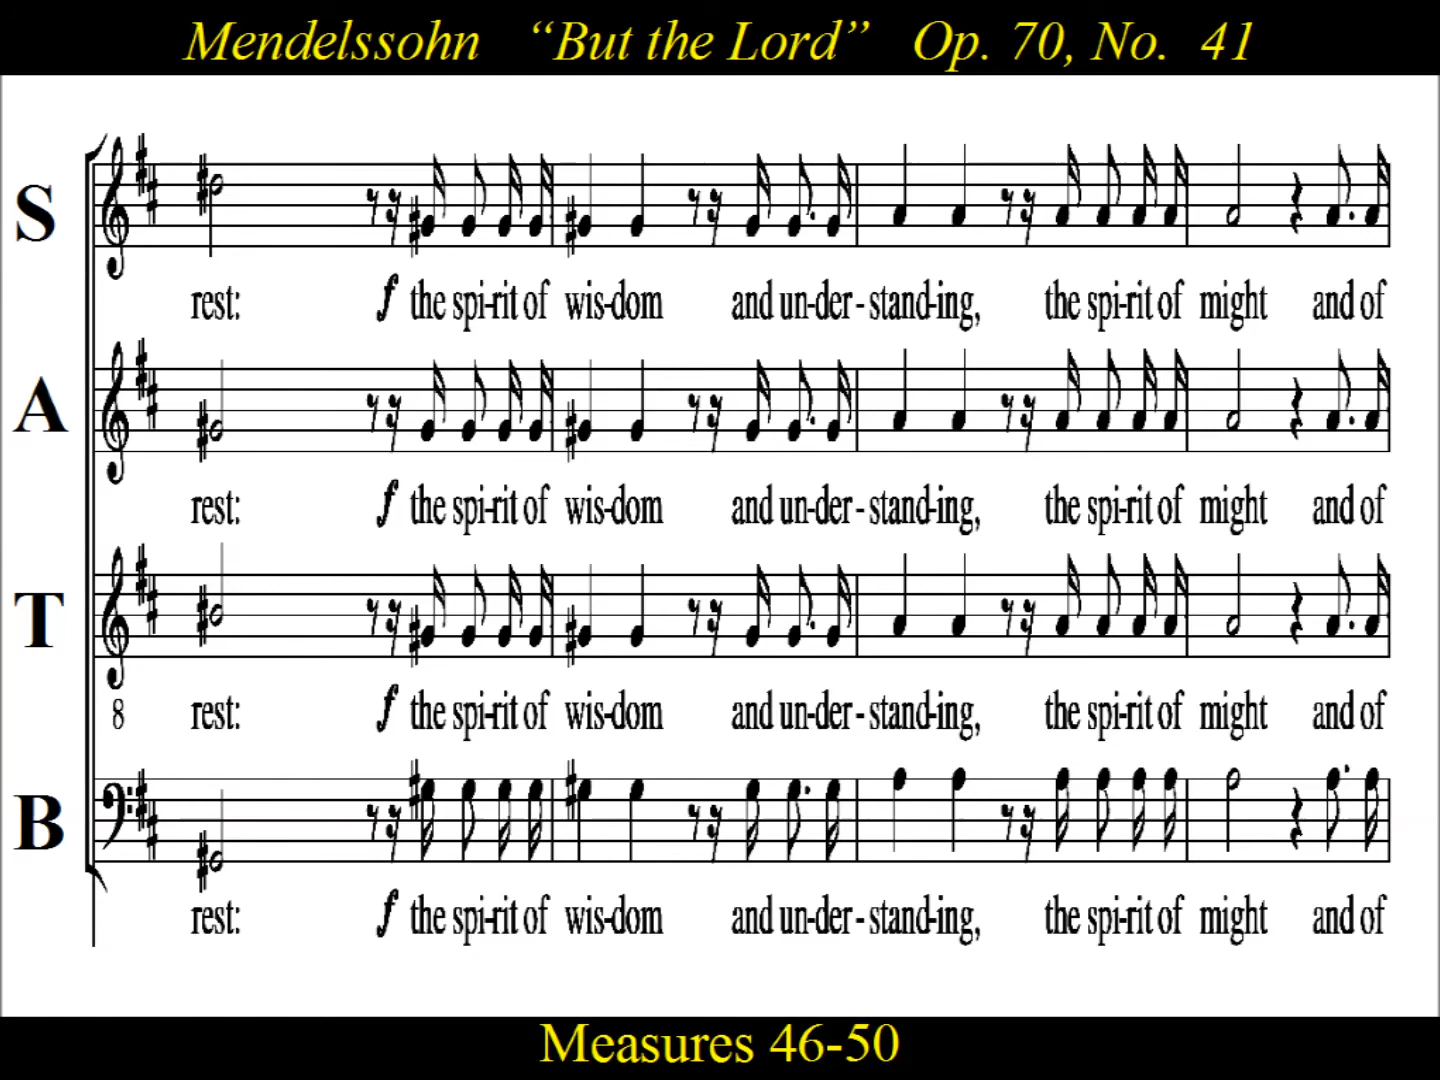 Mendelssohn “But the Lord” Op. 70, No. 41
S
rest: f the spi-rit of wis-dom and un-der-stand-ing, the spi-rit of might and of
A
rest: f the spi-rit of wis-dom and un-der-stand-ing, the spi-rit of might and of
T
8 rest: f the spi-rit of wis-dom and un-der-stand-ing, the spi-rit of might and of
B
rest: f the spi-rit of wis-dom and un-der-stand-ing, the spi-rit of might and of
Measures 46-50